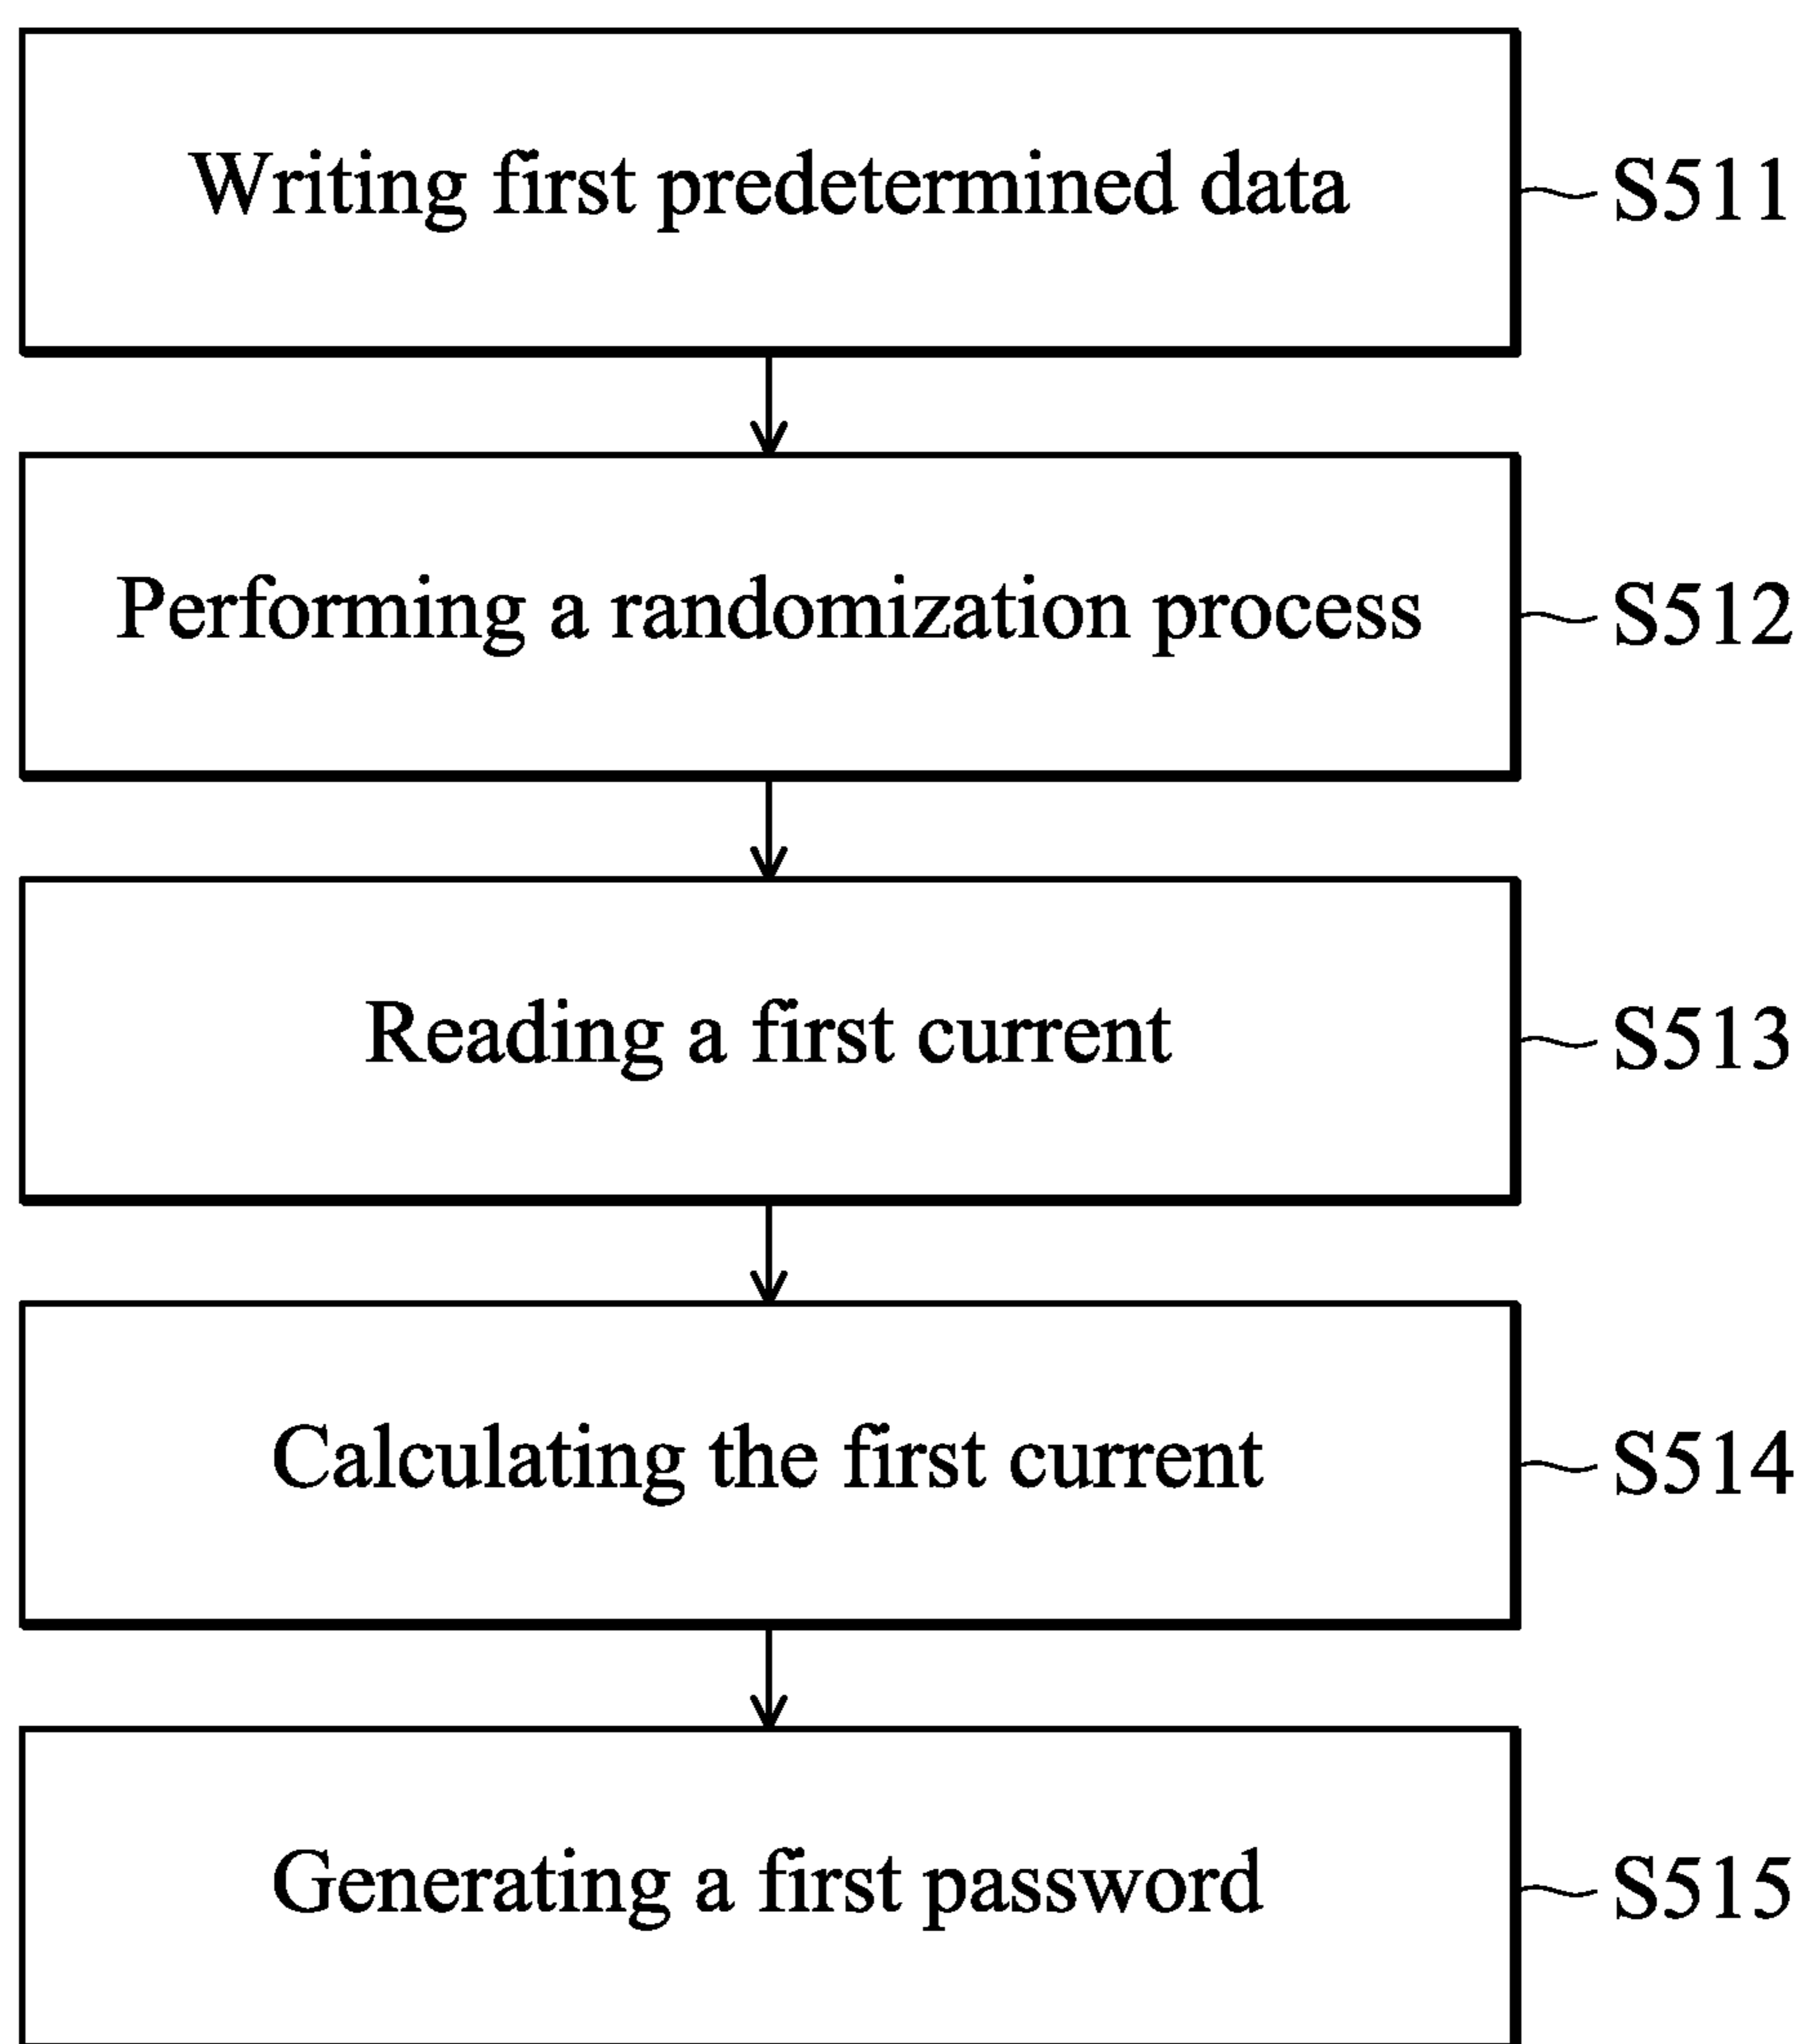 Writing first predetermined data S511
Performing a randomization process S512
Reading a first current S513
Calculating the first current S514
Generating a first password S515